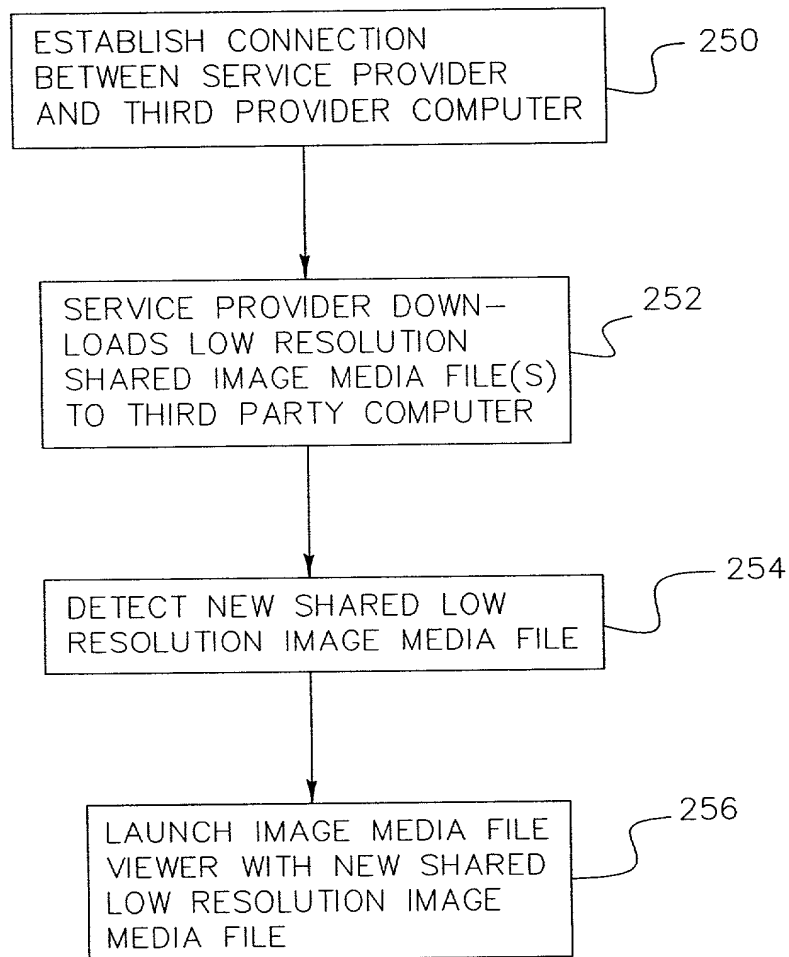 ESTABLISH CONNECTION
BETWEEN SERVICE PROVIDER
AND THIRD PROVIDER COMPUTER
250
SERVICE PROVIDER DOWN-
LOADS LOW RESOLUTION
SHARED IMAGE MEDIA FILE(S)
TO THIRD PARTY COMPUTER
252
DETECT NEW SHARED LOW
RESOLUTION IMAGE MEDIA FILE
254
LAUNCH IMAGE MEDIA FILE
VIEWER WITH NEW SHARED
LOW RESOLUTION IMAGE
MEDIA FILE
256